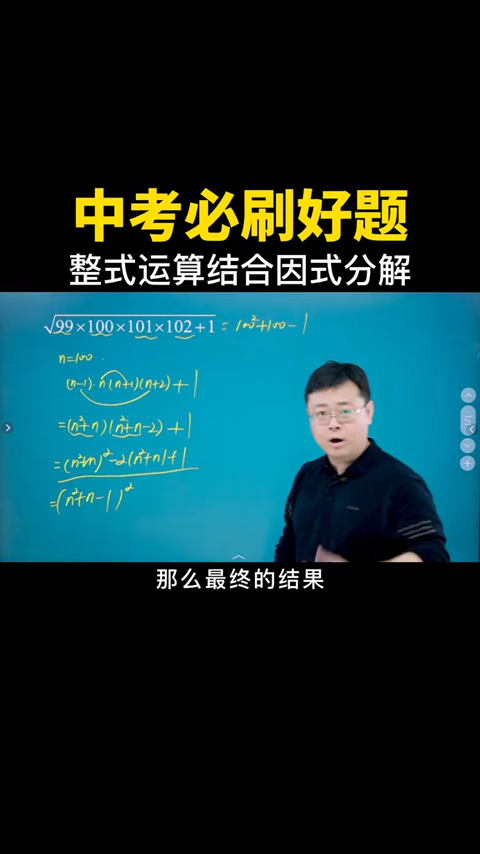 中考必刷好题
整式运算结合因式分解
√99×100×101×102+1 = 100²+100-1
n=100.
(n-1)·n(n+1)(n+2)+1
=(n²+n)(n²+n-2)+1
=(n²+n)²-2(n²+n)+1
=(n²+n-1)²
那么最终的结果